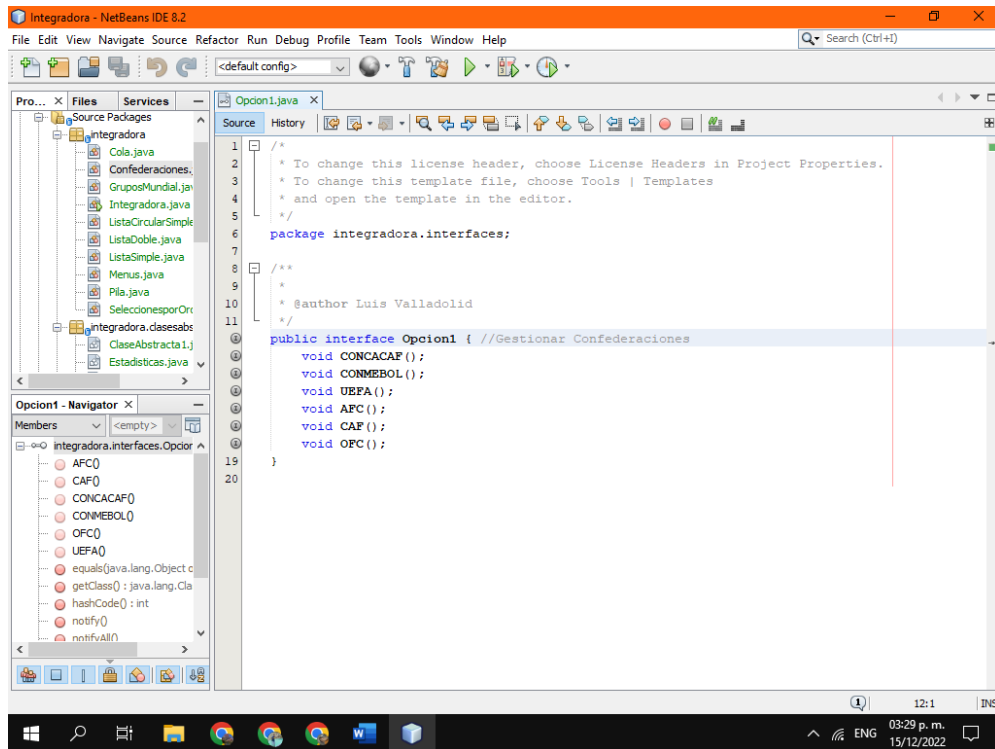 Integradora - NetBeans IDE 8.2
File Edit View Navigate Source Refactor Run Debug Profile Team Tools Window Help
Search (Ctrl+I)
<default config>
Pro... Files Services
Opcion1.java
Source Packages
integradora
Cola.java
Confederaciones.
GruposMundial.jav
Integradora.java
ListaCircularSimple
ListaDoble.java
ListaSimple.java
Menus.java
Pila.java
SeleccionesporOrd
integradora.clasesabs
ClaseAbstracta1.j
Estadisticas.java
Source History
1 /*
2 * To change this license header, choose License Headers in Project Properties.
3 * To change this template file, choose Tools | Templates
4 * and open the template in the editor.
5 */
6 package integradora.interfaces;
7
8 /**
9 *
10 * @author Luis Valladolid
11 */
public interface Opcion1 { //Gestionar Confederaciones
void CONCACAF();
void CONMEBOL();
void UEFA();
void AFC();
void CAF();
void OFC();
19 }
20
Opcion1 - Navigator
Members <empty>
integradora.interfaces.Opcion
AFC()
CAF()
CONCACAF()
CONMEBOL()
OFC()
UEFA()
equals(java.lang.Object o
getClass() : java.lang.Cla
hashCode() : int
notify()
notifyAll()
1 12:1 INS
ENG
03:29 p. m.
15/12/2022